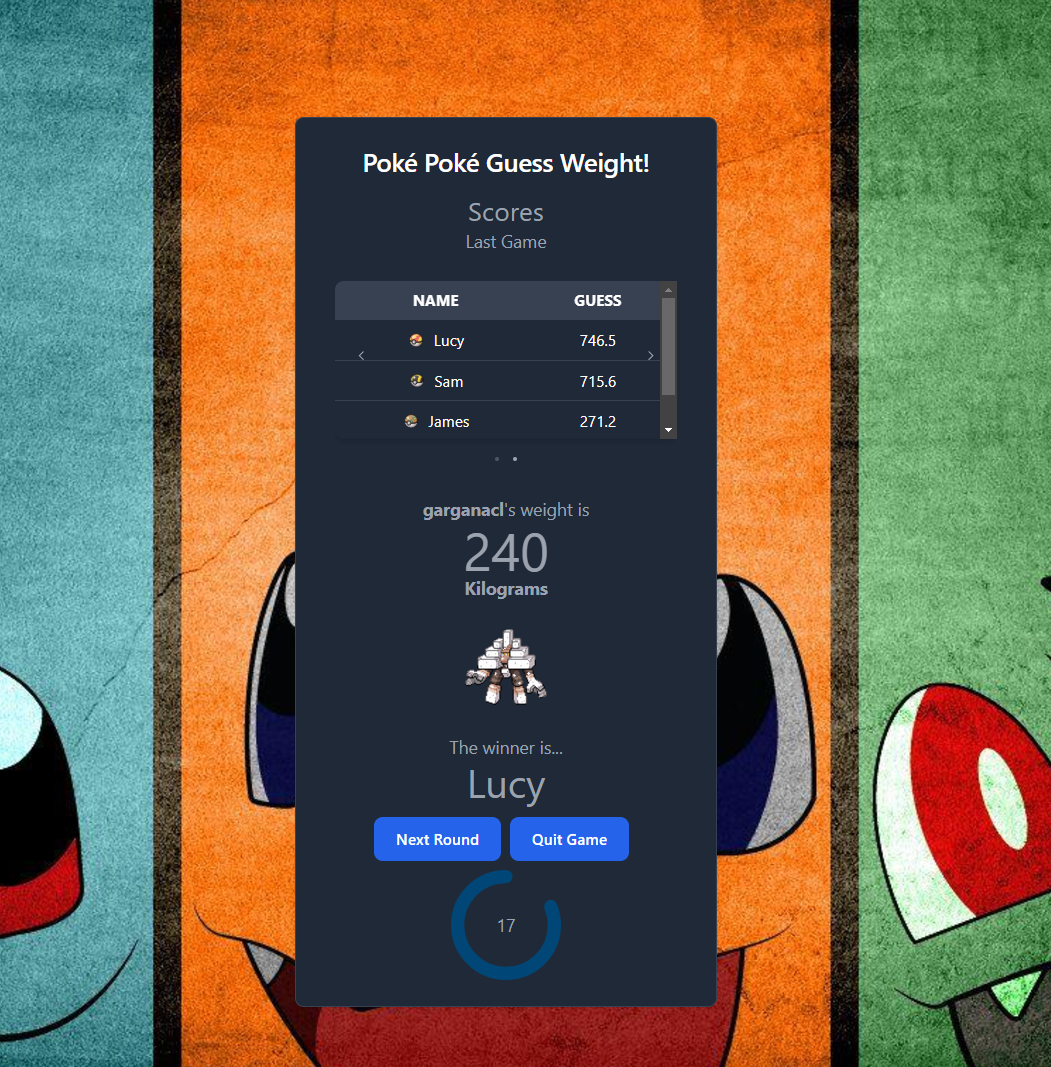 Poké Poké Guess Weight!
Scores
Last Game
NAME GUESS
Lucy 746.5
Sam 715.6
James 271.2
garganacl's weight is
240
Kilograms
The winner is...
Lucy
Next Round Quit Game
17